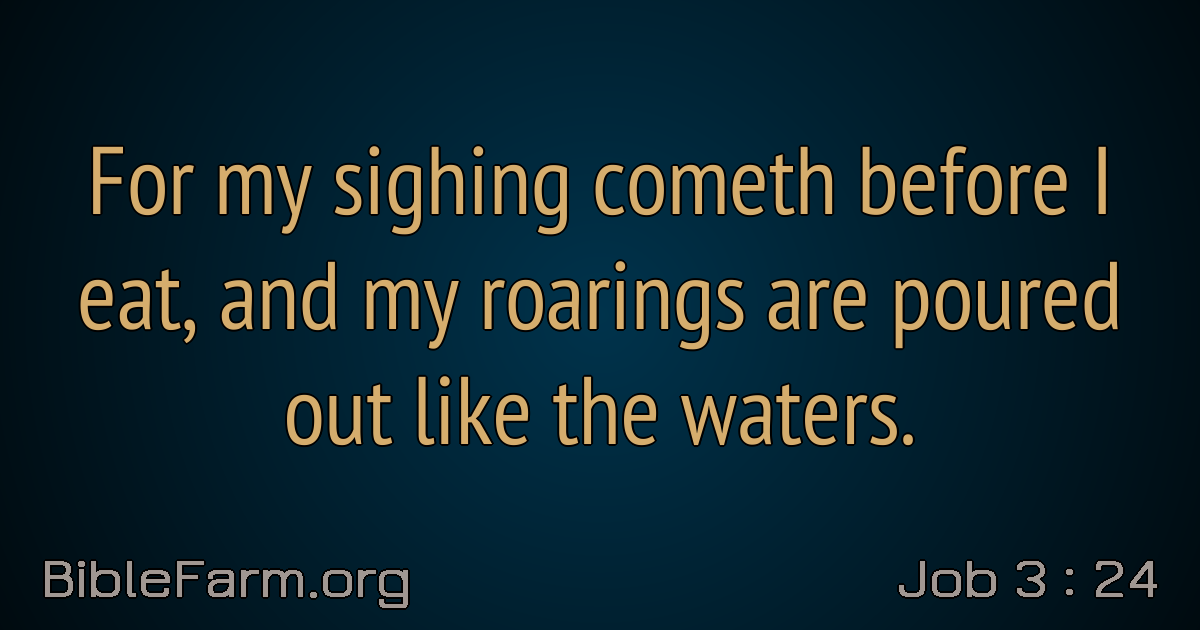 For my sighing cometh before I
eat, and my roarings are poured
out like the waters.
BibleFarm.org
Job 3 : 24